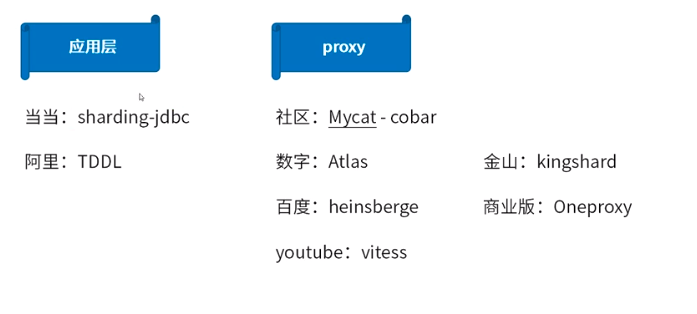 应用层
proxy
当当：sharding-jdbc
社区：Mycat - cobar
阿里：TDDL
数字：Atlas
金山：kingshard
百度：heinsberge
商业版：Oneproxy
youtube：vitess